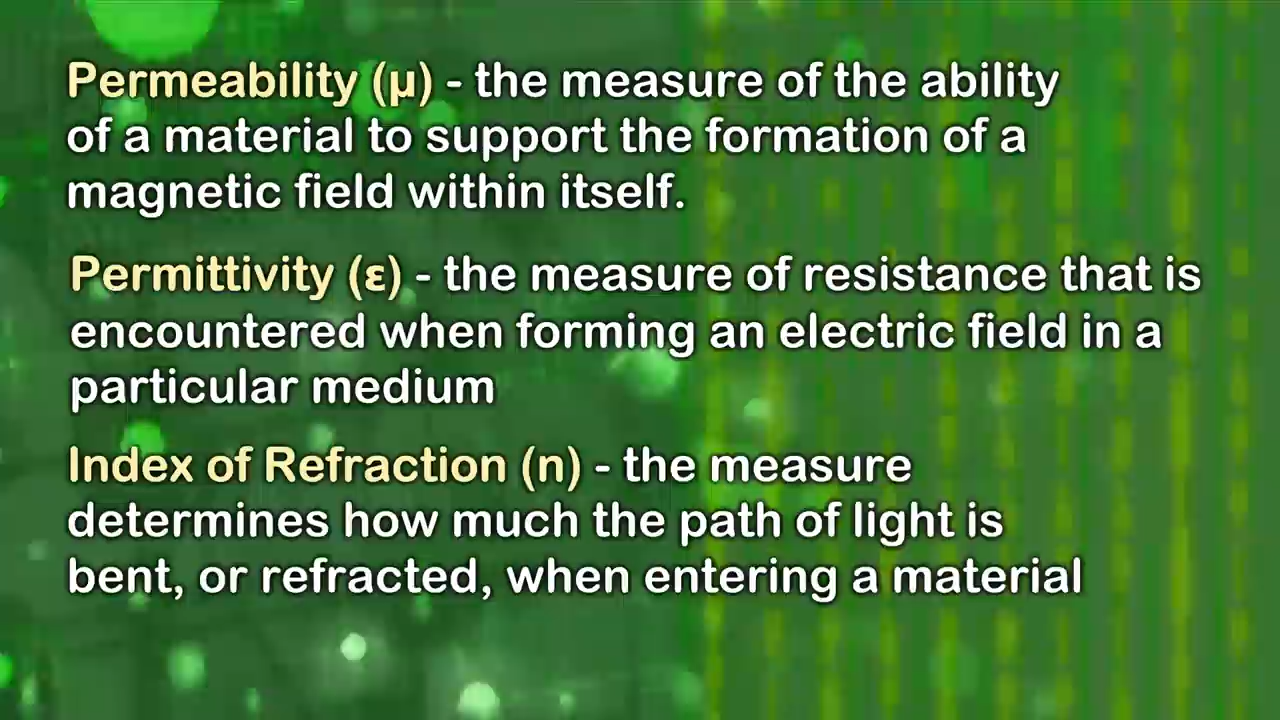 Permeability (μ) - the measure of the ability
of a material to support the formation of a
magnetic field within itself.
Permittivity (ε) - the measure of resistance that is
encountered when forming an electric field in a
particular medium
Index of Refraction (n) - the measure
determines how much the path of light is
bent, or refracted, when entering a material